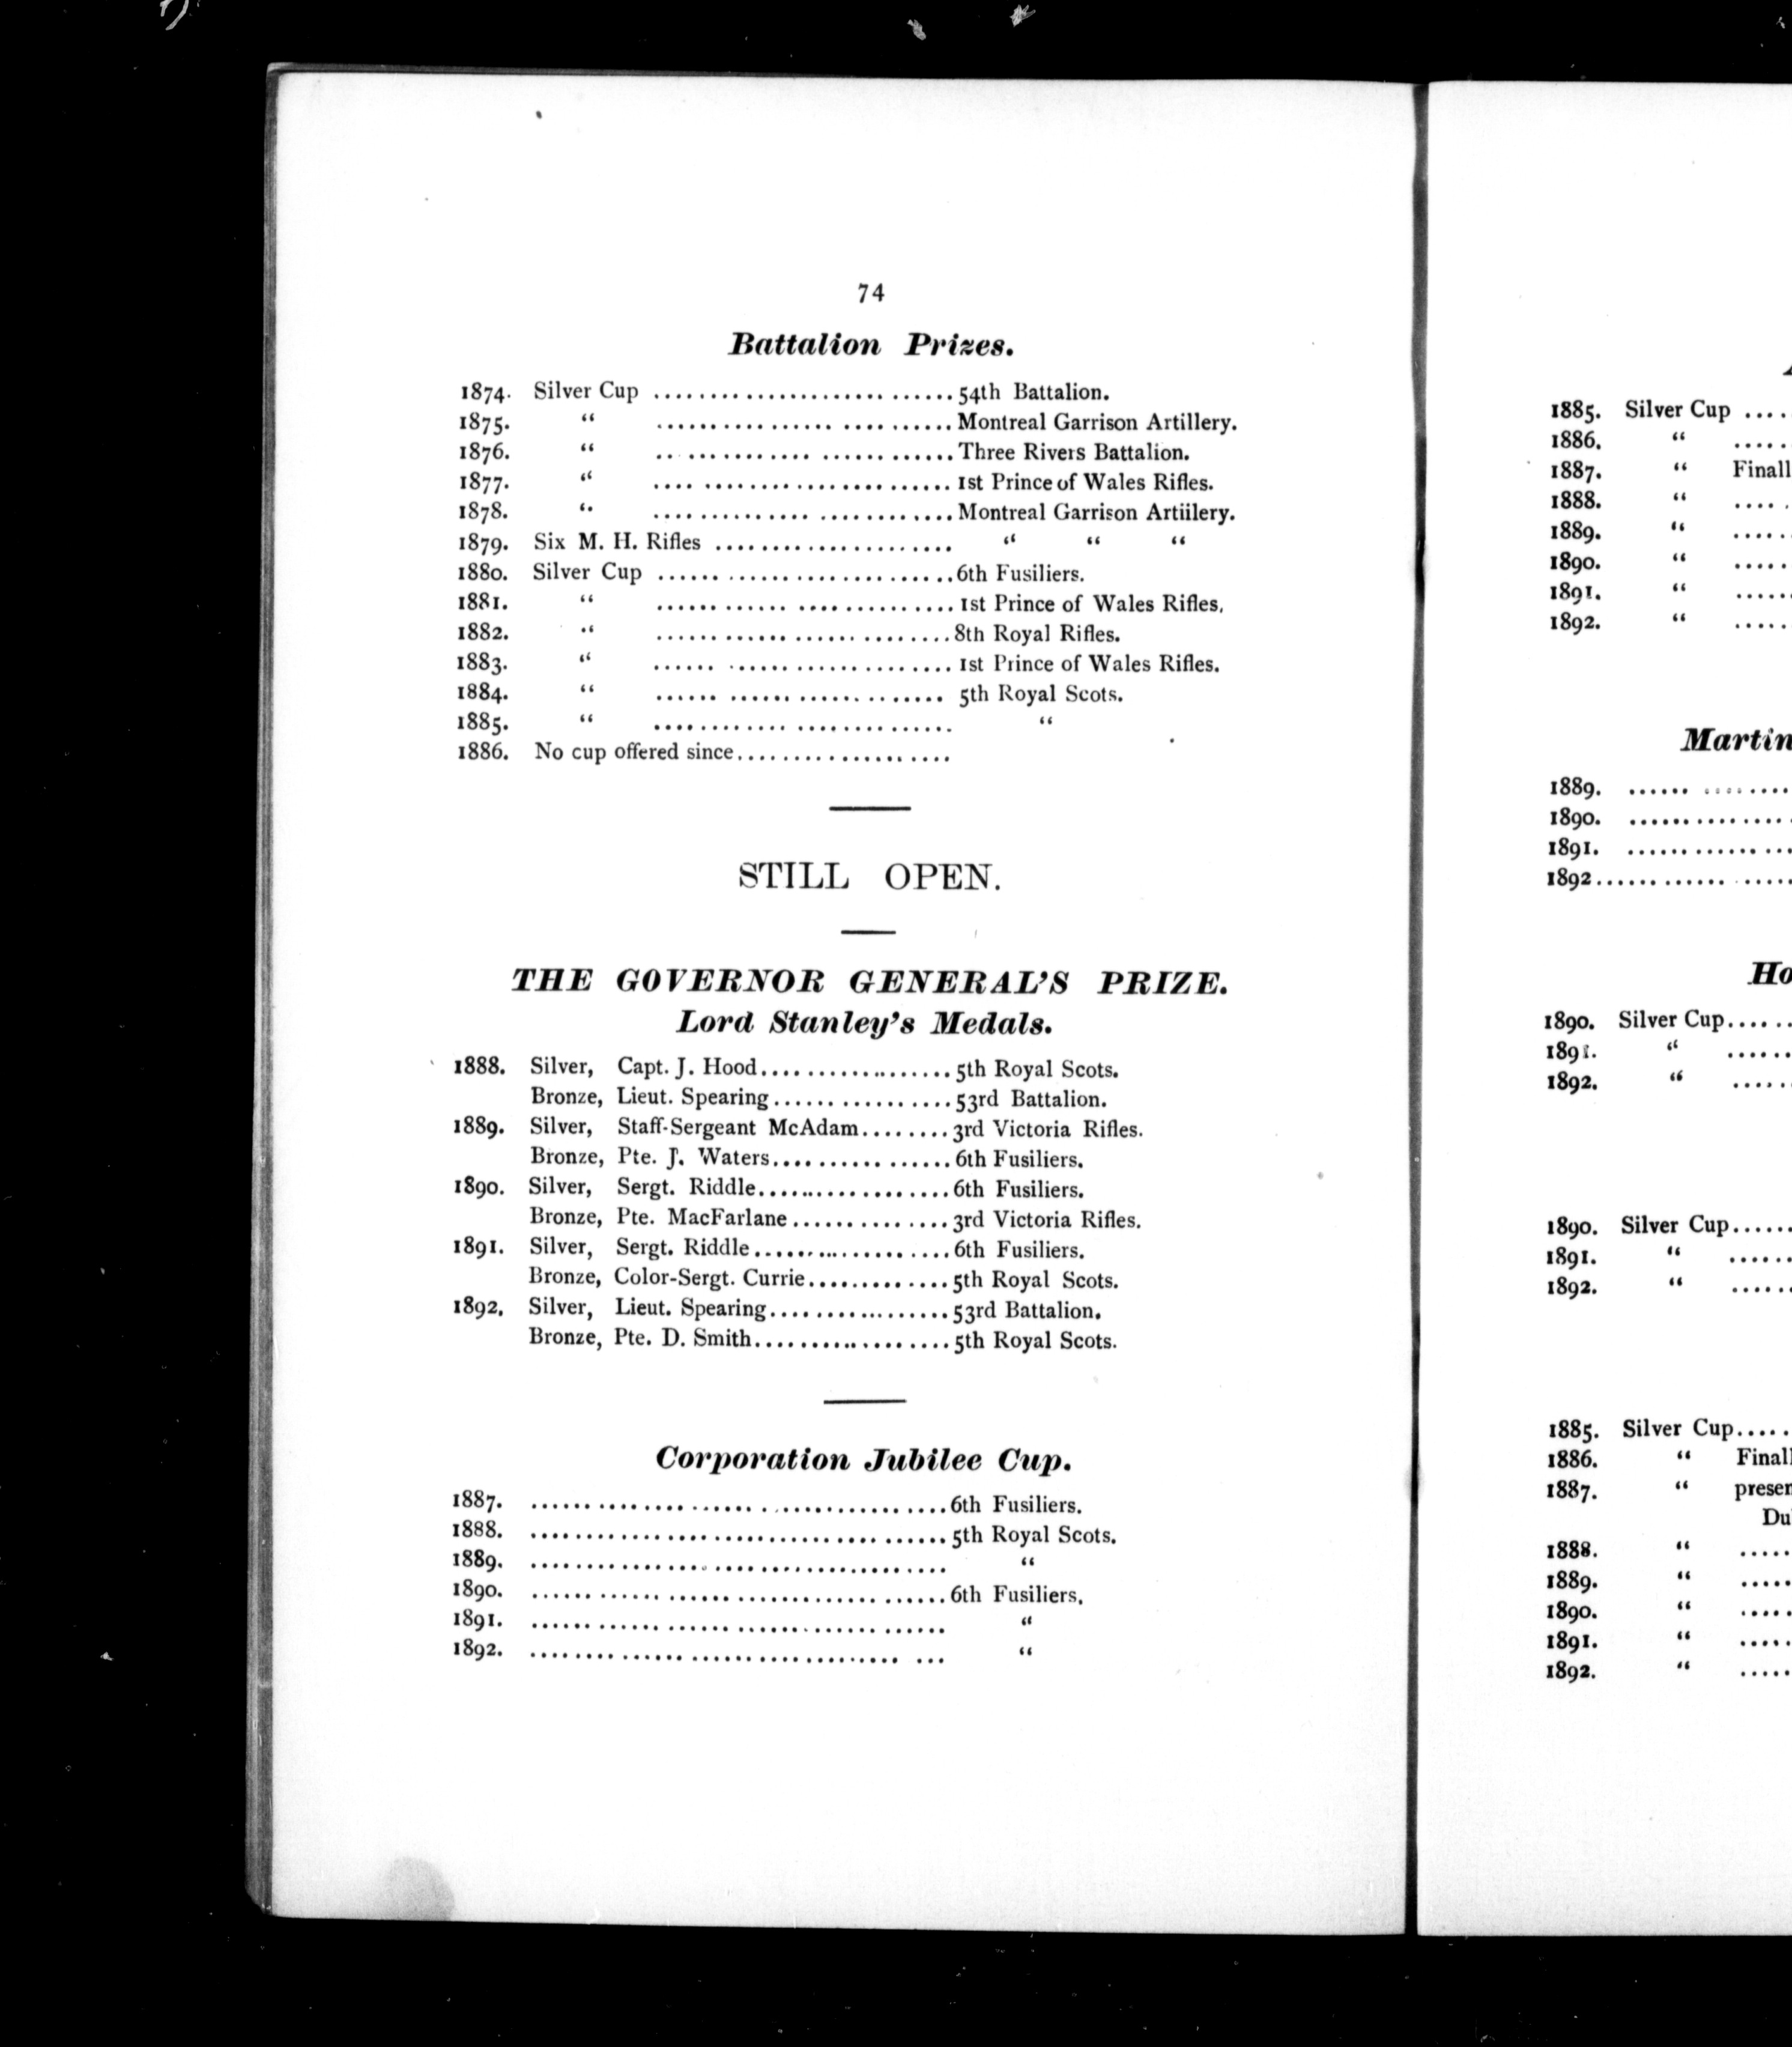 74
Battalion Prizes.
1874. Silver Cup ................................ 54th Battalion.
1875. “ ................................ Montreal Garrison Artillery.
1876. “ ................................ Three Rivers Battalion.
1877. “ ................................ 1st Prince of Wales Rifles.
1878. “ ................................ Montreal Garrison Artiilery.
1879. Six M. H. Rifles ........................ “ “ “
1880. Silver Cup ................................ 6th Fusiliers.
1881. “ ................................ 1st Prince of Wales Rifles.
1882. “ ................................ 8th Royal Rifles.
1883. “ ................................ 1st Prince of Wales Rifles.
1884. “ ................................ 5th Royal Scots.
1885. “ ................................ “
1886. No cup offered since........................
STILL OPEN.
THE GOVERNOR GENERAL’S PRIZE.
Lord Stanley’s Medals.
1888. Silver, Capt. J. Hood.....................5th Royal Scots.
Bronze, Lieut. Spearing...................53rd Battalion.
1889. Silver, Staff-Sergeant McAdam........3rd Victoria Rifles.
Bronze, Pte. J. Waters...................6th Fusiliers.
1890. Silver, Sergt. Riddle....................6th Fusiliers.
Bronze, Pte. MacFarlane................3rd Victoria Rifles.
1891. Silver, Sergt. Riddle....................6th Fusiliers.
Bronze, Color-Sergt. Currie..............5th Royal Scots.
1892. Silver, Lieut. Spearing..................53rd Battalion.
Bronze, Pte. D. Smith....................5th Royal Scots.
Corporation Jubilee Cup.
1887. ............................................6th Fusiliers.
1888. ............................................5th Royal Scots.
1889. ............................................ “
1890. ............................................6th Fusiliers.
1891. ............................................ “
1892. ............................................ “
1885. Silver Cup ....
1886. “ .....
1887. “ Finall
1888. “ .....
1889. “ .....
1890. “ .....
1891. “ .....
1892. “ .....
Martin
1889. ................
1890. ................
1891. ................
1892................
Ho
1890. Silver Cup.....
1891. “ ......
1892. “ .....
1890. Silver Cup.....
1891. “ .....
1892. “ .....
1885. Silver Cup.....
1886. “ Finall
1887. “ presen
Du
1888. “ .....
1889. “ .....
1890. “ .....
1891. “ .....
1892. “ .....